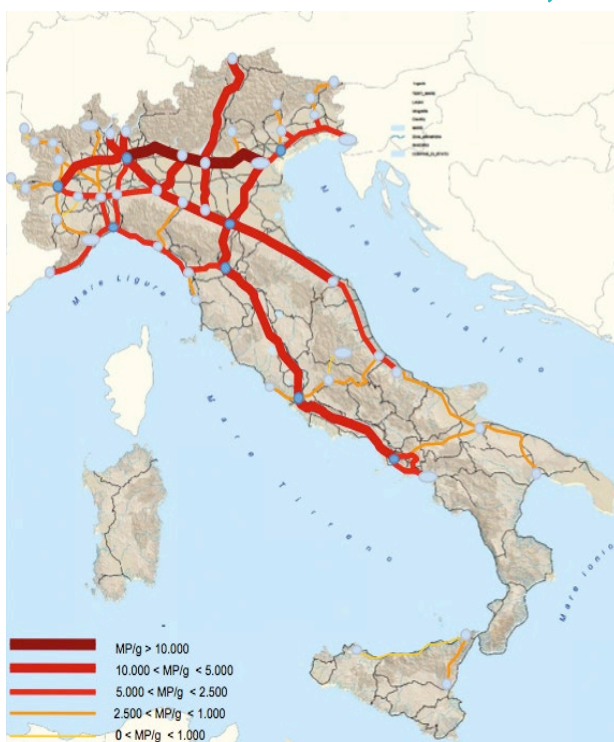 Mare Ligure
Mare Adriatico
Mare Tirreno
Mare Ionio
MP/g > 10.000
10.000 < MP/g < 5.000
5.000 < MP/g < 2.500
2.500 < MP/g < 1.000
0 < MP/g < 1.000